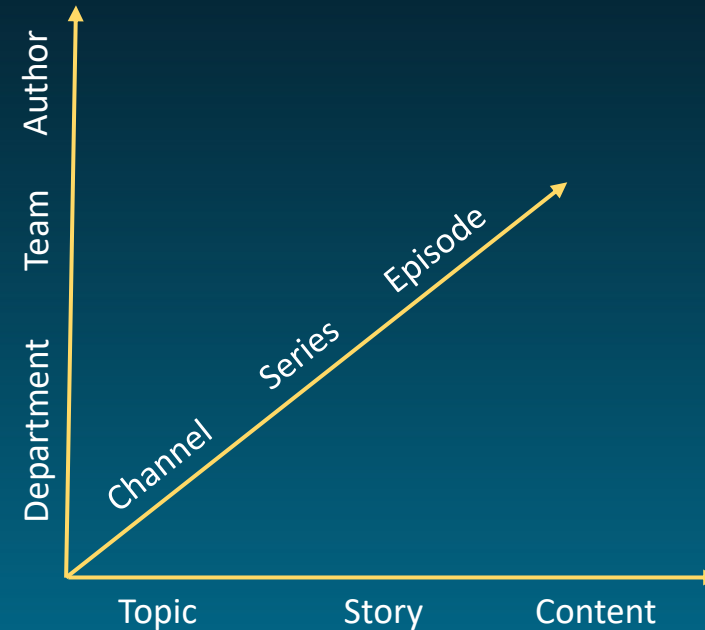 Author
Team
Department
Episode
Series
Channel
Topic Story Content